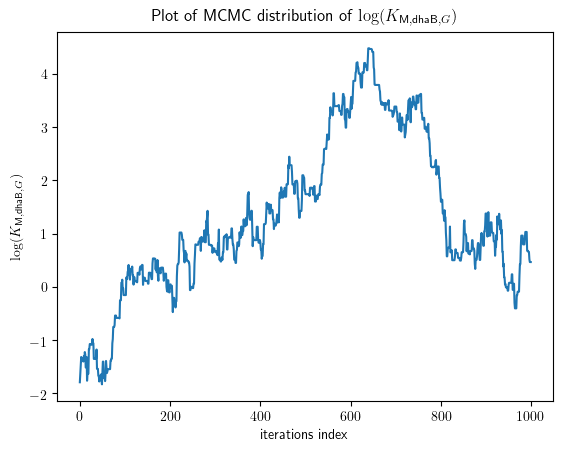 Plot of MCMC distribution of log(K_{M,dhaB,G})
log(K_{M,dhaB,G})
4
3
2
1
0
−1
−2
0 200 400 600 800 1000
iterations index